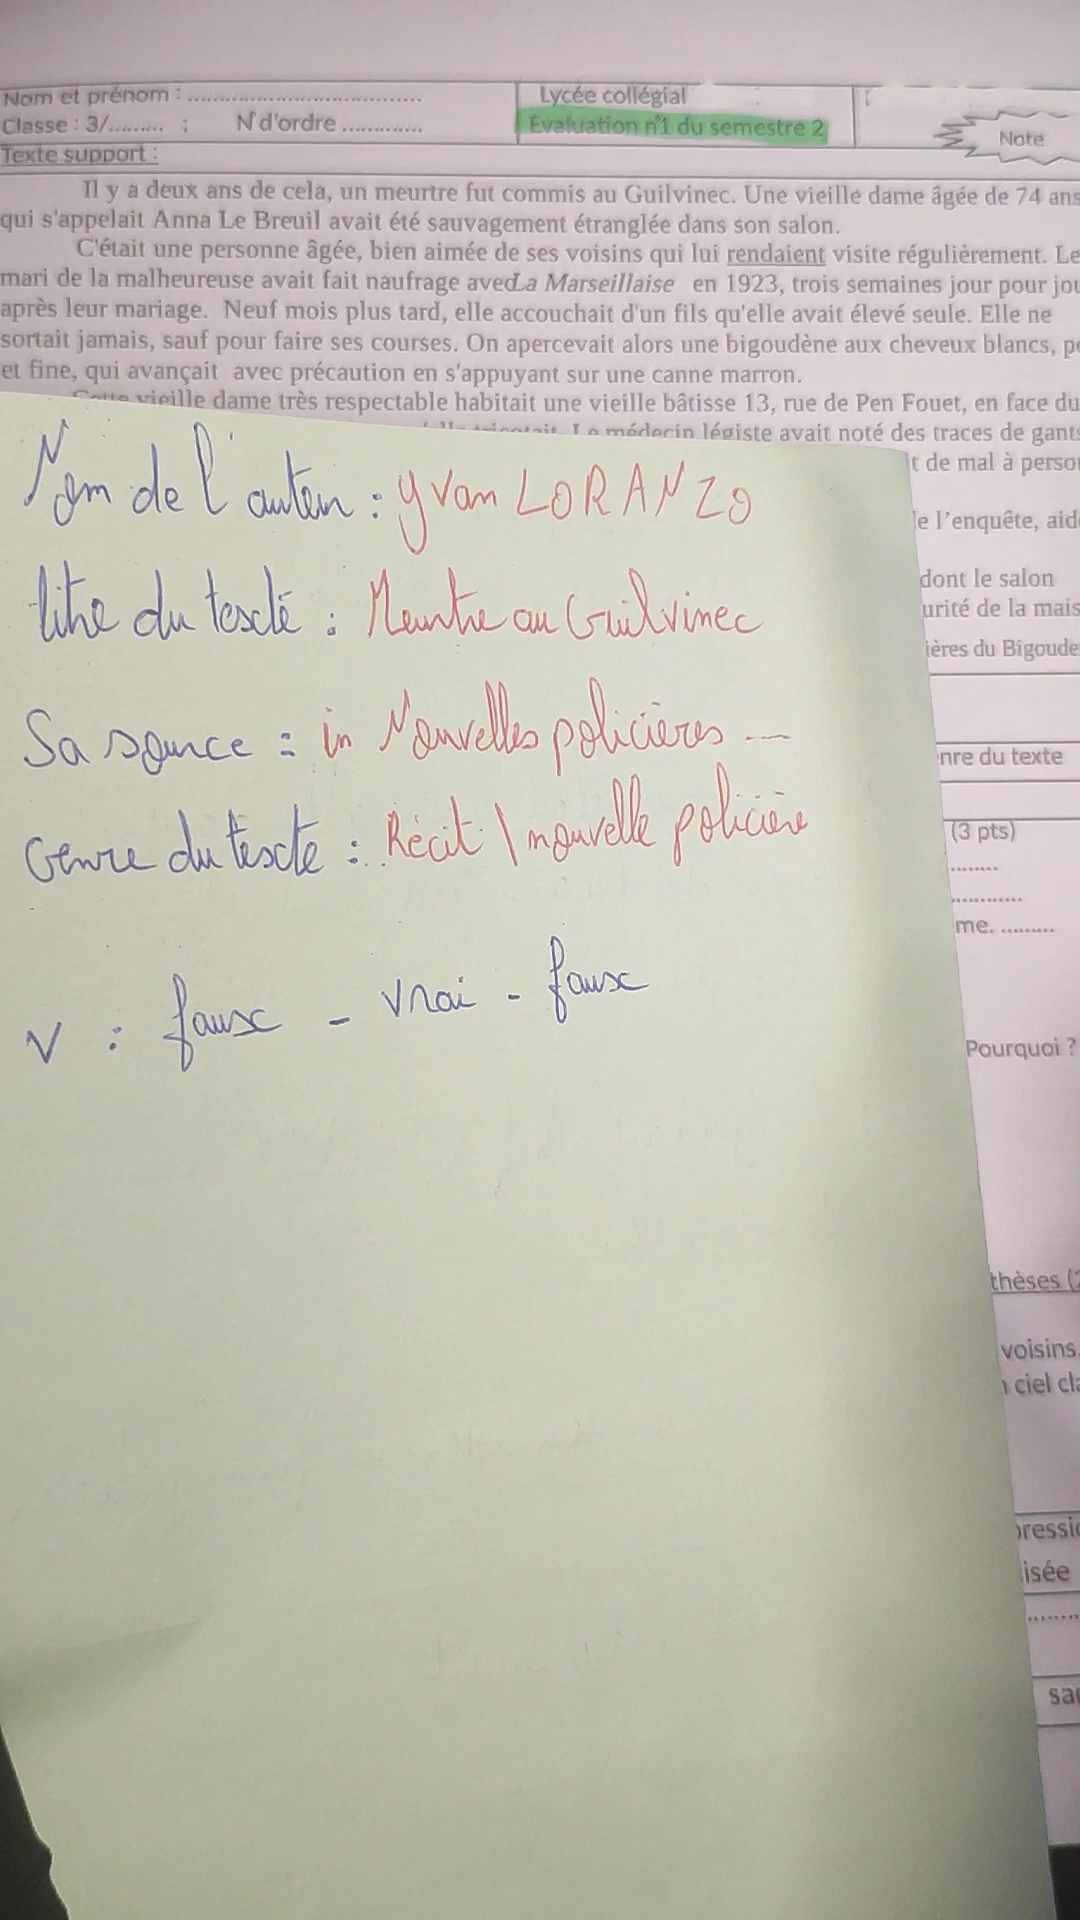 Nom et prénom : ..........................................
Lycée collégial
Classe : 3/.......... ; N°d'ordre ..............
Evaluation n°1 du semestre 2
Note
Texte support :
Il y a deux ans de cela, un meurtre fut commis au Guilvinec. Une vieille dame âgée de 74 ans
qui s'appelait Anna Le Breuil avait été sauvagement étranglée dans son salon.
C'était une personne âgée, bien aimée de ses voisins qui lui rendaient visite régulièrement. Le
mari de la malheureuse avait fait naufrage avec La Marseillaise en 1923, trois semaines jour pour jou
après leur mariage. Neuf mois plus tard, elle accouchait d'un fils qu'elle avait élevé seule. Elle ne
sortait jamais, sauf pour faire ses courses. On apercevait alors une bigoudène aux cheveux blancs, pe
et fine, qui avançait avec précaution en s'appuyant sur une canne marron.
Cette vieille dame très respectable habitait une vieille bâtisse 13, rue de Pen Fouet, en face du
tricotait. Le médecin légiste avait noté des traces de gants
t de mal à person
e l'enquête, aid
dont le salon
urité de la mais
ières du Bigoude
nre du texte
(3 pts)
me. .........
Pourquoi ?
thèses (2
voisins.
ciel cla
pressio
isée
sa
Nom de l'auteur : Yvan LORANZO
titre du texte : Meurtre au Guilvinec
Sa source : in Nouvelles policières ---
Genre du texte : Récit / nouvelle policière
V : faux - vrai - faux